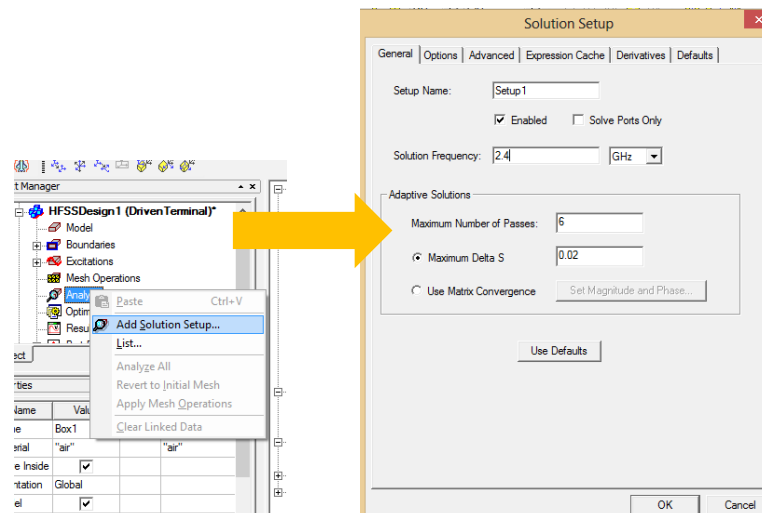 t Manager
HFSSDesign1 (DrivenTerminal)*
Model
Boundaries
Excitations
Mesh Operations
Analy
Optim
Resu
ect
Paste Ctrl+V
Add Solution Setup...
List...
Analyze All
Revert to Initial Mesh
Apply Mesh Operations
Clear Linked Data
rties
Name Valu
e Box1
erial "air" "air"
e Inside
ntation Global
el
Solution Setup
General Options Advanced Expression Cache Derivatives Defaults
Setup Name: Setup1
Enabled Solve Ports Only
Solution Frequency: 2.4 GHz
Adaptive Solutions
Maximum Number of Passes: 6
Maximum Delta S 0.02
Use Matrix Convergence Set Magnitude and Phase...
Use Defaults
OK Cancel